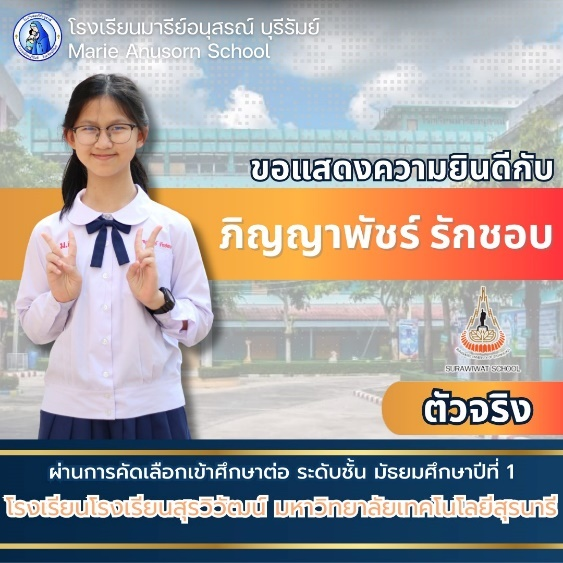 โรงเรียนมารีย์อนุสรณ์ บุรีรัมย์
Marie Anusorn School
ขอแสดงความยินดีกับ
ภิญญาพัชร์ รักชอบ
SURAWIWAT SCHOOL
ตัวจริง
ผ่านการคัดเลือกเข้าศึกษาต่อ ระดับชั้น มัธยมศึกษาปีที่ 1
โรงเรียนโรงเรียนสุรวิวัฒน์ มหาวิทยาลัยเทคโนโลยีสุรนารี